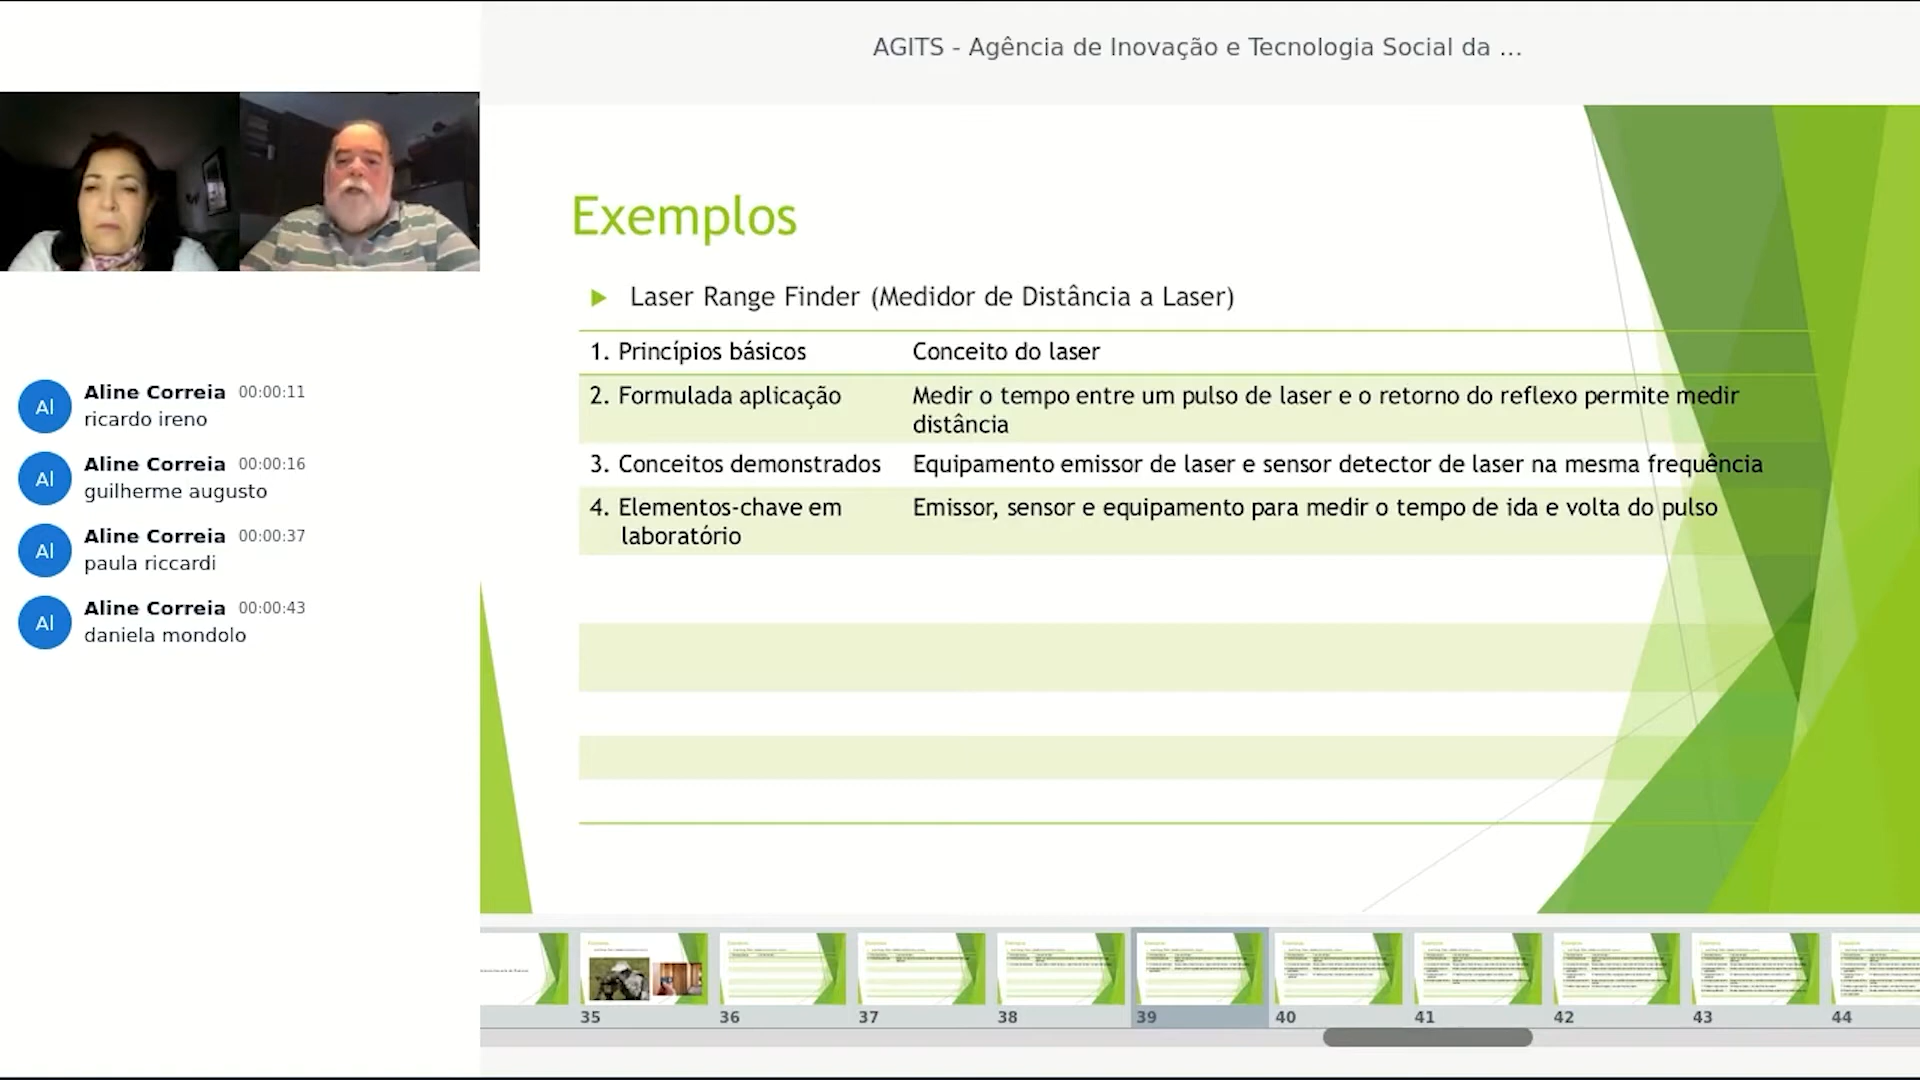 AGITS - Agência de Inovação e Tecnologia Social da ...
Exemplos
Laser Range Finder (Medidor de Distância a Laser)
1. Princípios básicos Conceito do laser
2. Formulada aplicação Medir o tempo entre um pulso de laser e o retorno do reflexo permite medir
distância
3. Conceitos demonstrados Equipamento emissor de laser e sensor detector de laser na mesma frequência
4. Elementos-chave em Emissor, sensor e equipamento para medir o tempo de ida e volta do pulso
laboratório
Al Aline Correia 00:00:11
ricardo ireno
Al Aline Correia 00:00:16
guilherme augusto
Al Aline Correia 00:00:37
paula riccardi
Al Aline Correia 00:00:43
daniela mondolo
35 36 37 38 39 40 41 42 43 44